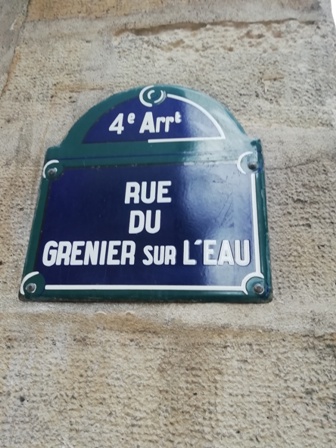 4e Arrt
RUE
DU
GRENIER SUR L'EAU